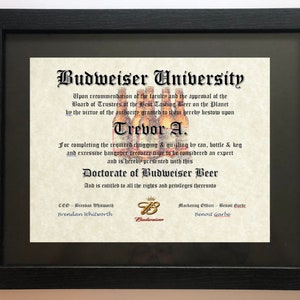 Budweiser University
Upon recommendation of the faculty and the approval of the
Board of Trustees of the Best Tasting Beer on the Planet
by the virtue of the authority granted to them hereby bestow upon
Trevor A.
For completing the required chugging & guzzling by can, bottle & keg
and excessive hangover recovery time to be considered an expert
and is hereby presented with this
Doctorate of Budweiser Beer
And is entitled to all the rights and privileges thereunto
CEO - Brendan Whitworth
Marketing Officer - Benoit Garbe
Brendan Whitworth
Benoit Garbe
Budweiser